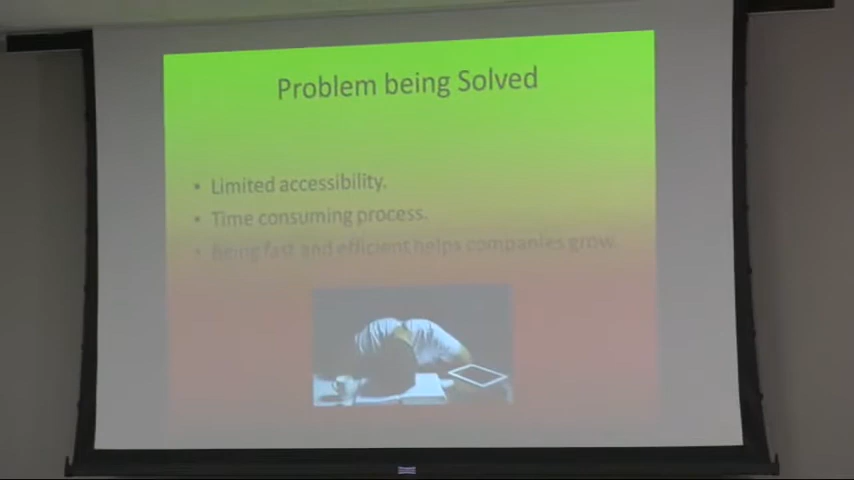 Problem being Solved
• Limited accessibility.
• Time consuming process.
• Being fast and efficient helps companies grow.